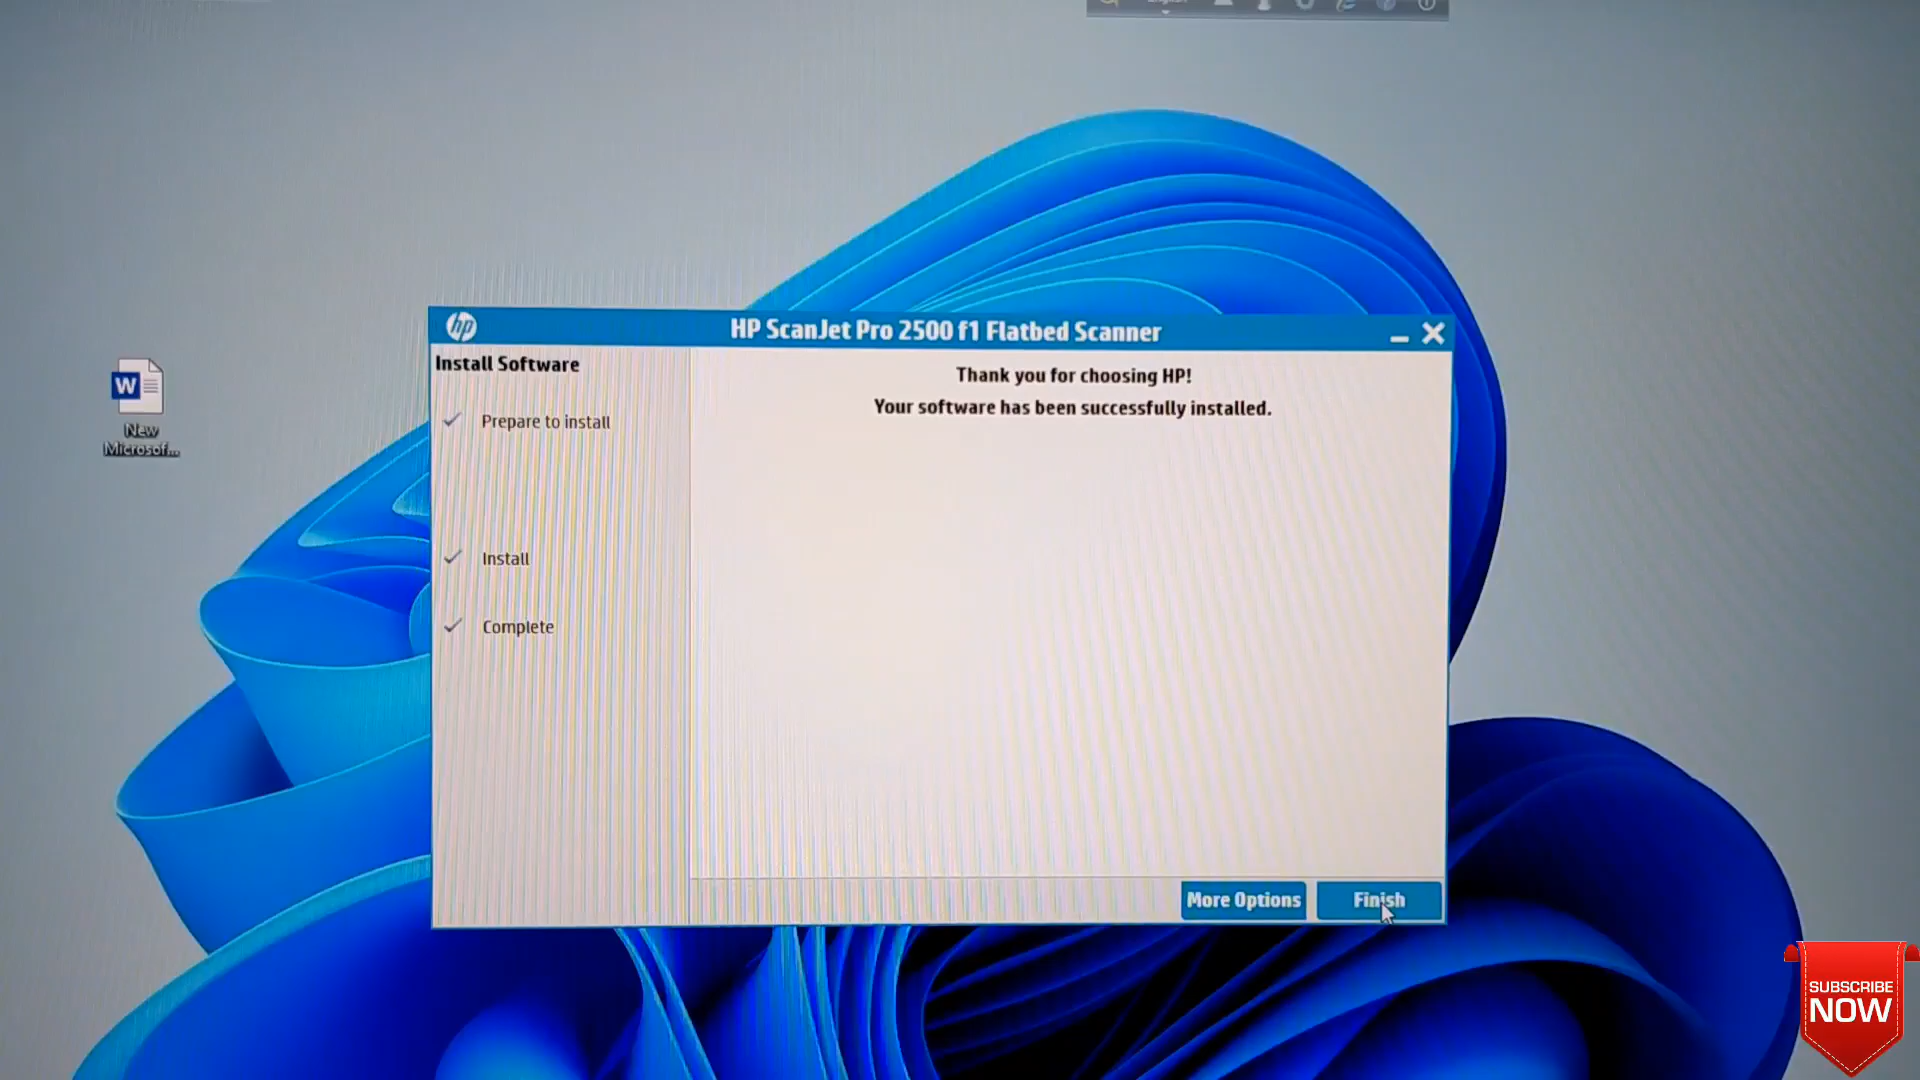 hp
HP ScanJet Pro 2500 f1 Flatbed Scanner
Install Software
Thank you for choosing HP!
Your software has been successfully installed.
Prepare to install
Install
Complete
More Options
Finish
W
New
Microsof...
SUBSCRIBE
NOW